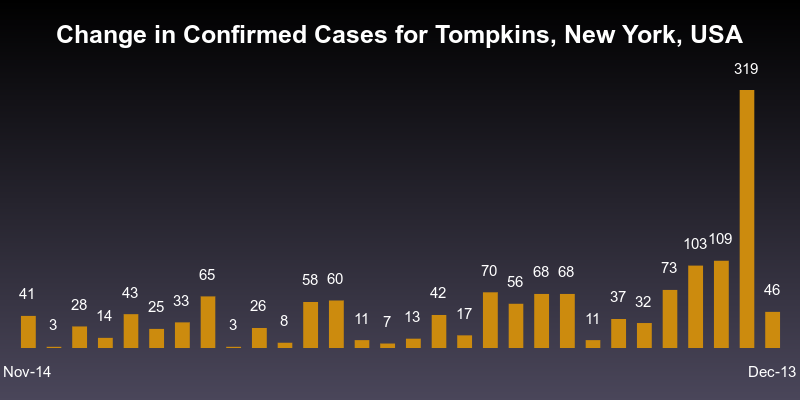 Change in Confirmed Cases for Tompkins, New York, USA
319
103 109
65 70 56 68 68 73
58 60
41 3 28 14 43 25 33 3 26 8 11 7 13 42 17 11 37 32 46
Nov-14 Dec-13